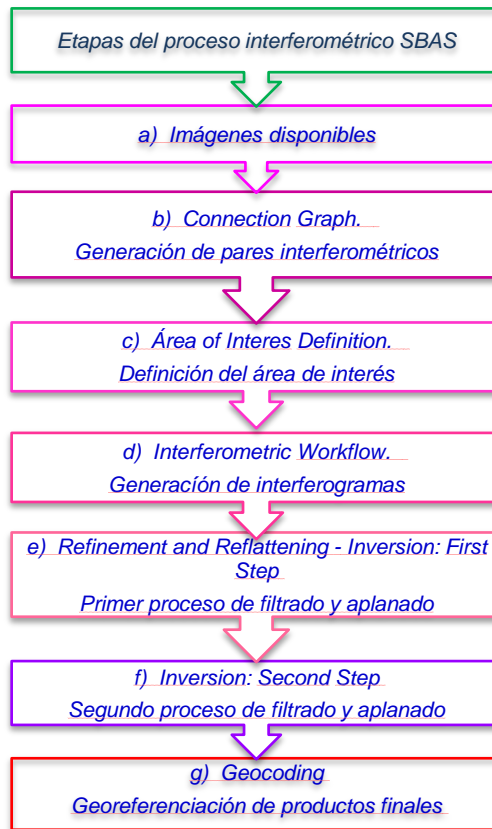 Etapas del proceso interferométrico SBAS
a) Imágenes disponibles
b) Connection Graph.
Generación de pares interferométricos
c) Área of Interes Definition.
Definición del área de interés
d) Interferometric Workflow.
Generacíón de interferogramas
e) Refinement and Reflattening - Inversion: First
Step
Primer proceso de filtrado y aplanado
f) Inversion: Second Step
Segundo proceso de filtrado y aplanado
g) Geocoding
Georeferenciación de productos finales